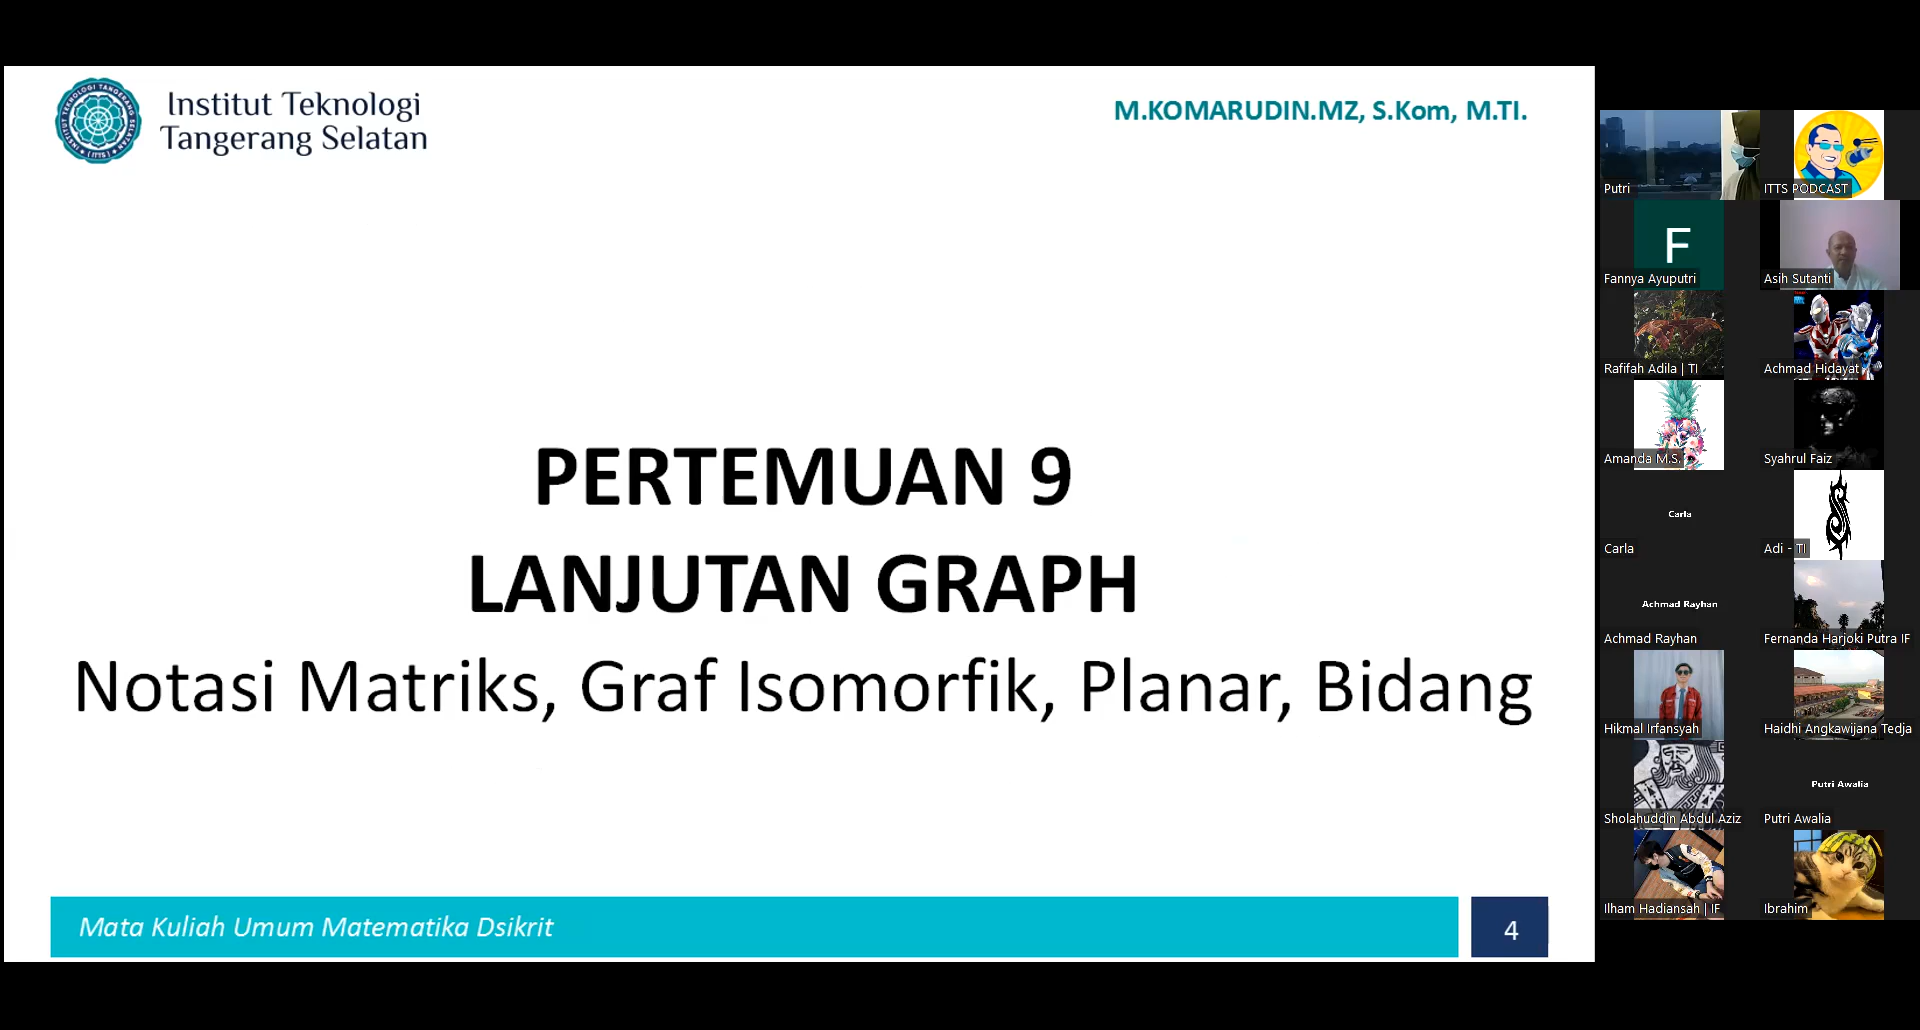 Institut Teknologi
Tangerang Selatan
M.KOMARUDIN.MZ, S.Kom, M.TI.
PERTEMUAN 9
LANJUTAN GRAPH
Notasi Matriks, Graf Isomorfik, Planar, Bidang
Mata Kuliah Umum Matematika Dsikrit
4
Putri
ITTS PODCAST
F
Fannya Ayuputri
Asih Sutanti
Rafifah Adila | TI
Achmad Hidayat
Amanda M.S.
Syahrul Faiz
Carla
Carla
Adi - TI
Achmad Rayhan
Achmad Rayhan
Fernanda Harjoki Putra IF
Hikmal Irfansyah
Haidhi Angkawijana Tedja
Putri Awalia
Sholahuddin Abdul Aziz
Putri Awalia
Ilham Hadiansah | IF
Ibrahim